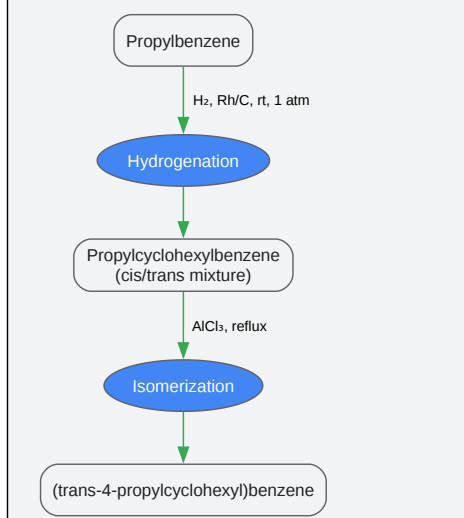 Propylbenzene
H₂, Rh/C, rt, 1 atm
Hydrogenation
Propylcyclohexylbenzene
(cis/trans mixture)
AlCl₃, reflux
Isomerization
(trans-4-propylcyclohexyl)benzene